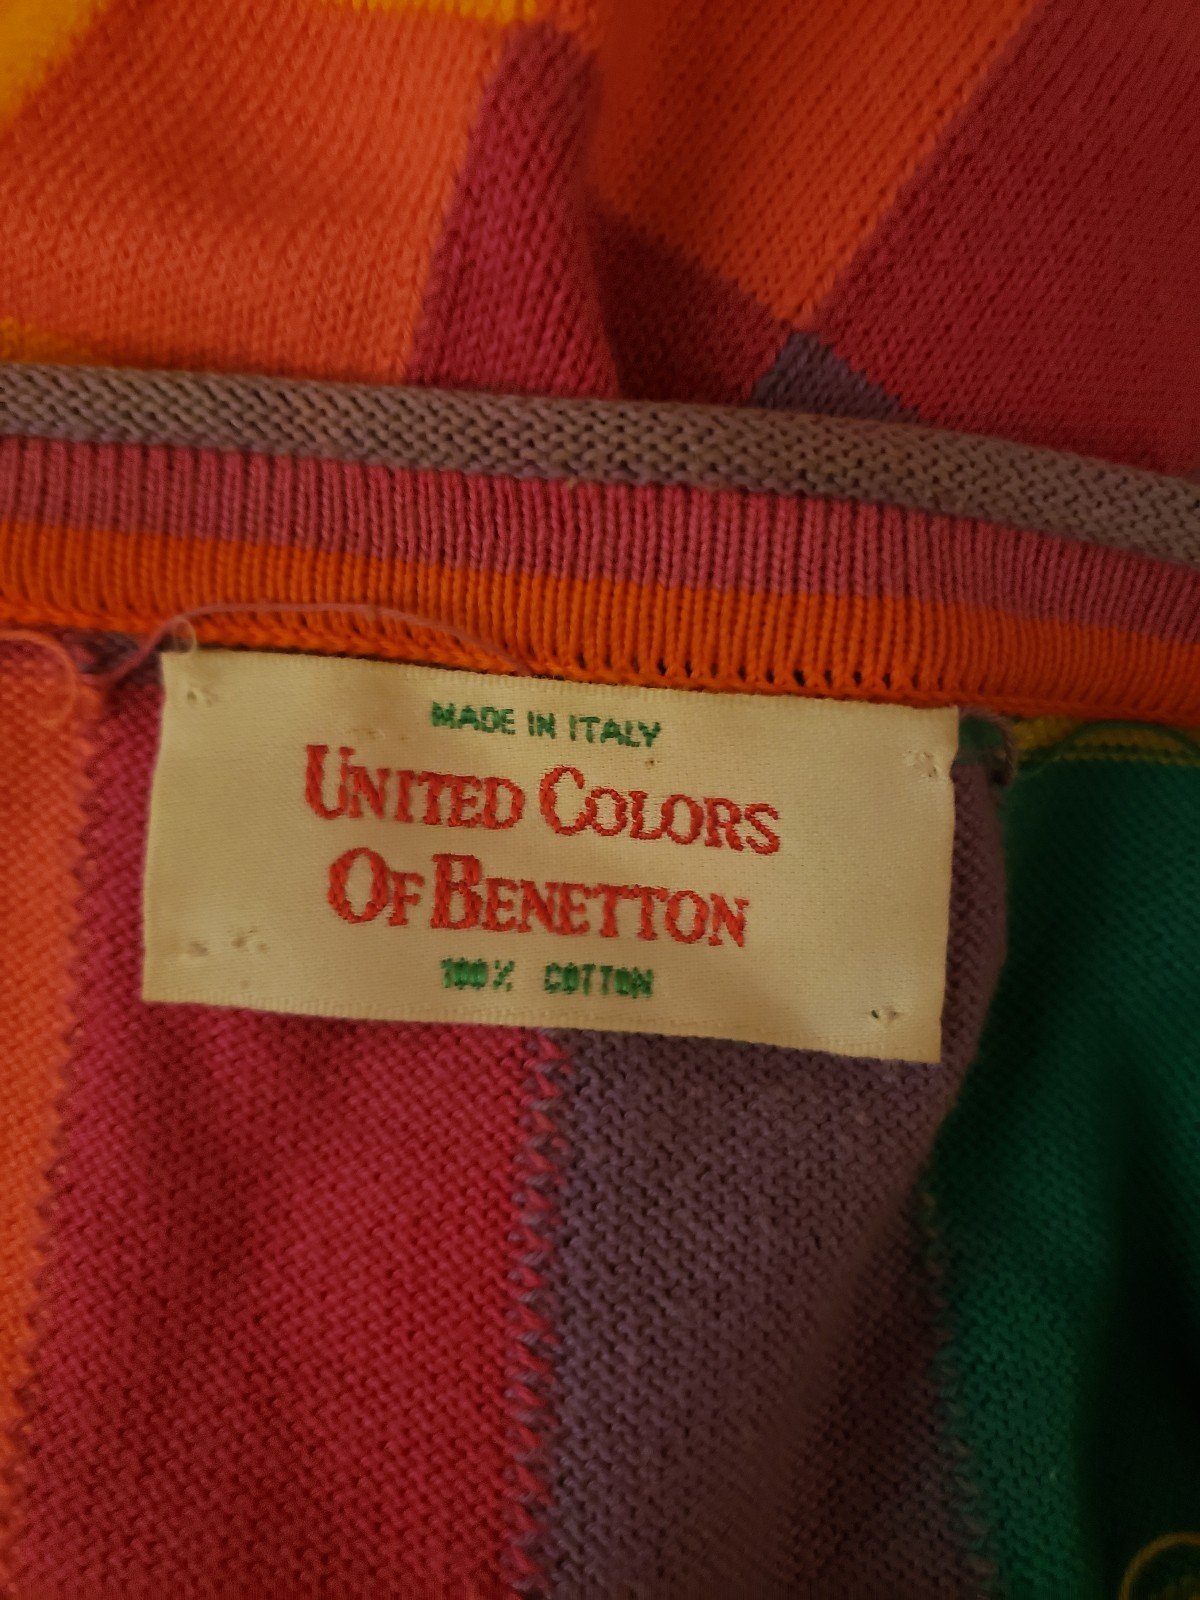 MADE IN ITALY
UNITED COLORS
OF BENETTON
100% COTTON